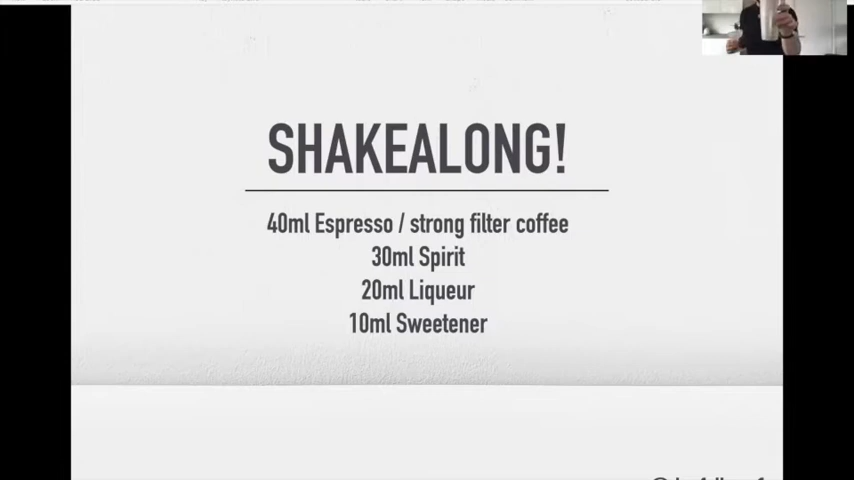 SHAKEALONG!
40ml Espresso / strong filter coffee
30ml Spirit
20ml Liqueur
10ml Sweetener